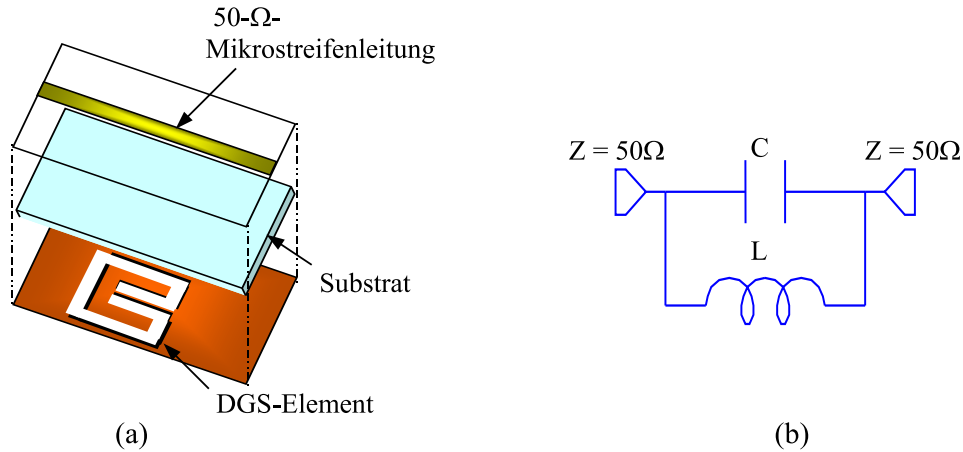 50-Ω-
Mikrostreifenleitung
Substrat
DGS-Element
(a)
Z = 50Ω
C
Z = 50Ω
L
(b)